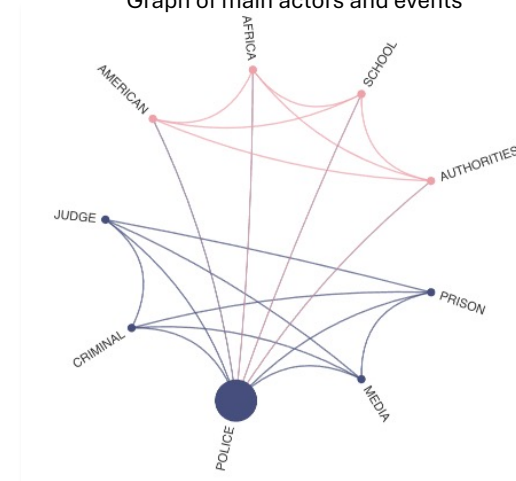 Graph of main actors and events
AFRICA
SCHOOL
AMERICAN
AUTHORITIES
JUDGE
PRISON
CRIMINAL
MEDIA
POLICE